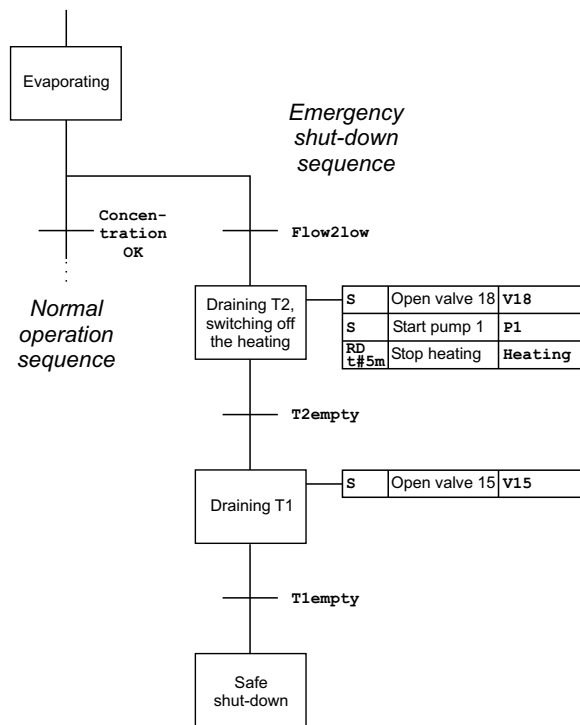 Evaporating
Emergency
shut-down
sequence
Concen-
tration
OK
Flow2low
Normal
operation
sequence
Draining T2,
switching off
the heating
S Open valve 18 V18
S Start pump 1 P1
RD
t#5m Stop heating Heating
T2empty
Draining T1
S Open valve 15 V15
T1empty
Safe
shut-down